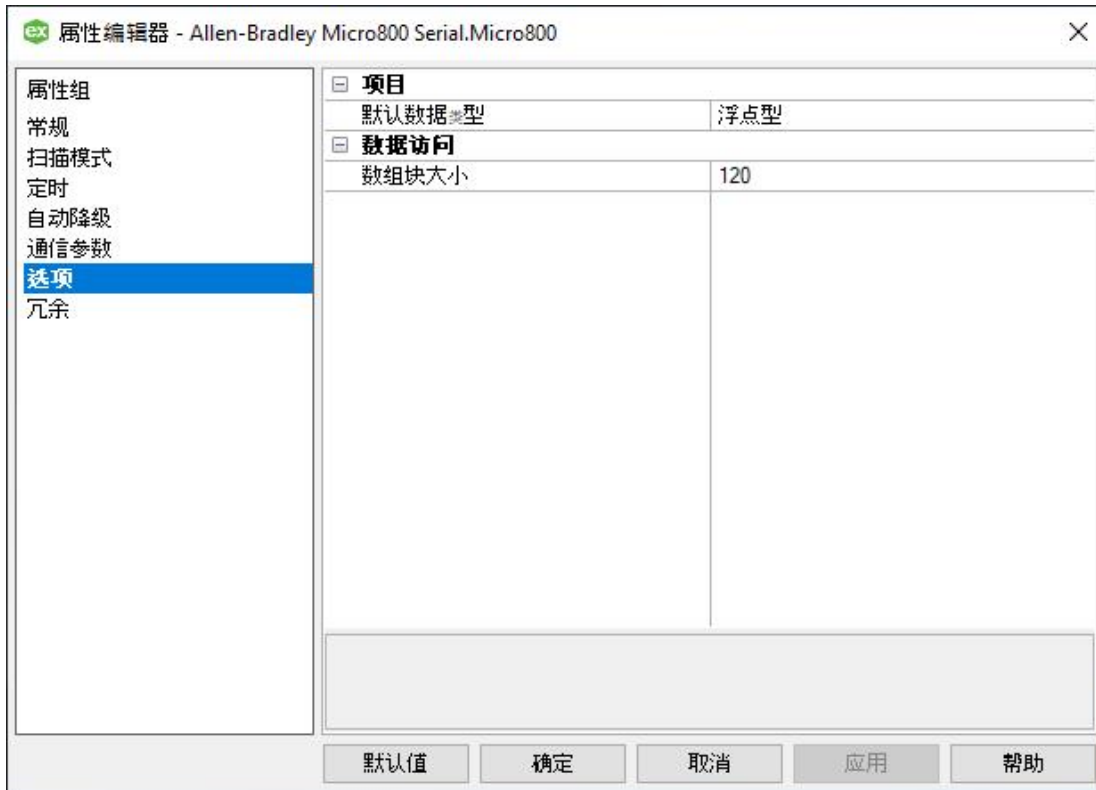 ex 属性编辑器 - Allen-Bradley Micro800 Serial.Micro800
属性组
常规
扫描模式
定时
自动降级
通信参数
选项
冗余
项目
默认数据类型 浮点型
数据访问
数组块大小 120
默认值 确定 取消 应用 帮助